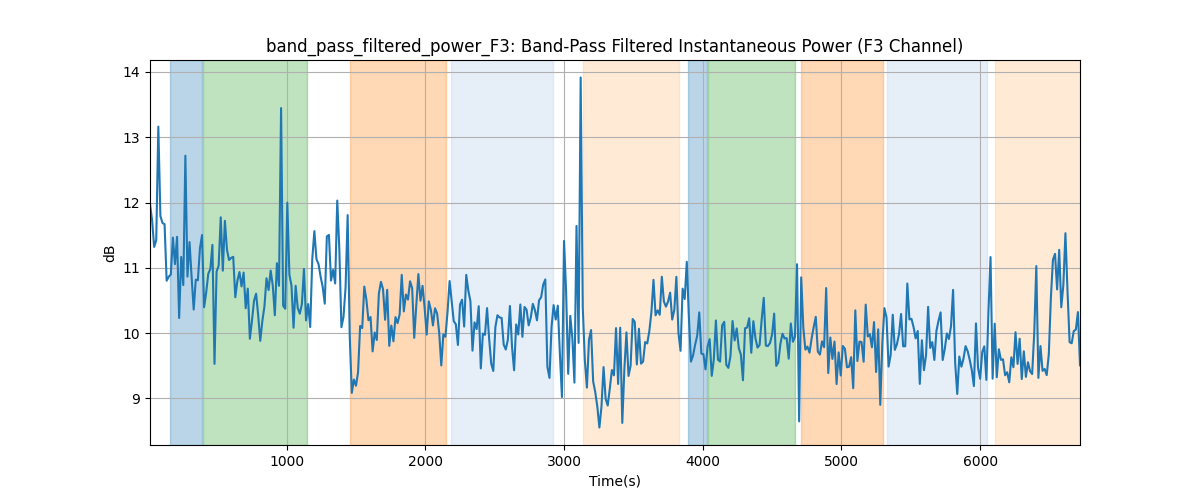 band_pass_filtered_power_F3: Band-Pass Filtered Instantaneous Power (F3 Channel)
14
13
12
11
10
9
dB
1000 2000 3000 4000 5000 6000
Time(s)